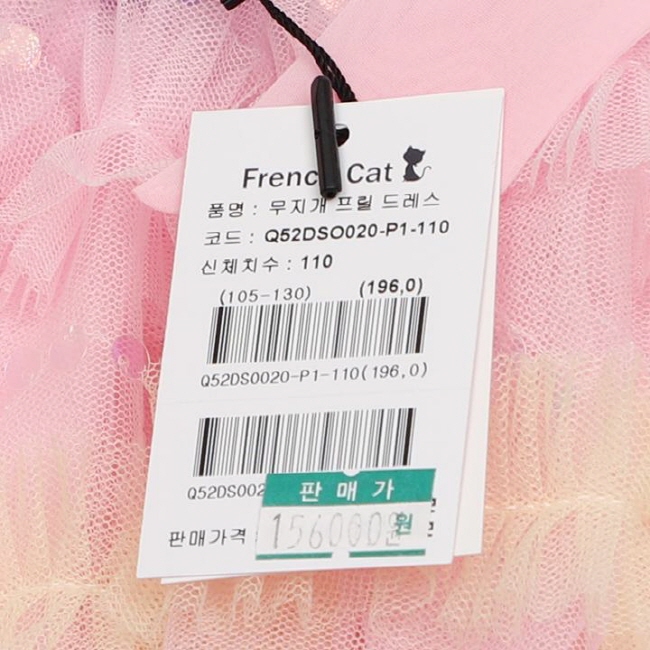 French Cat
품명 : 무지개 프릴 드레스
코드 : Q52DSO020-P1-110
신체치수 : 110
(105-130) (196,0)
Q52DSO020-P1-110(196,0)
Q52DSO02
판매가
판매가격 156000원